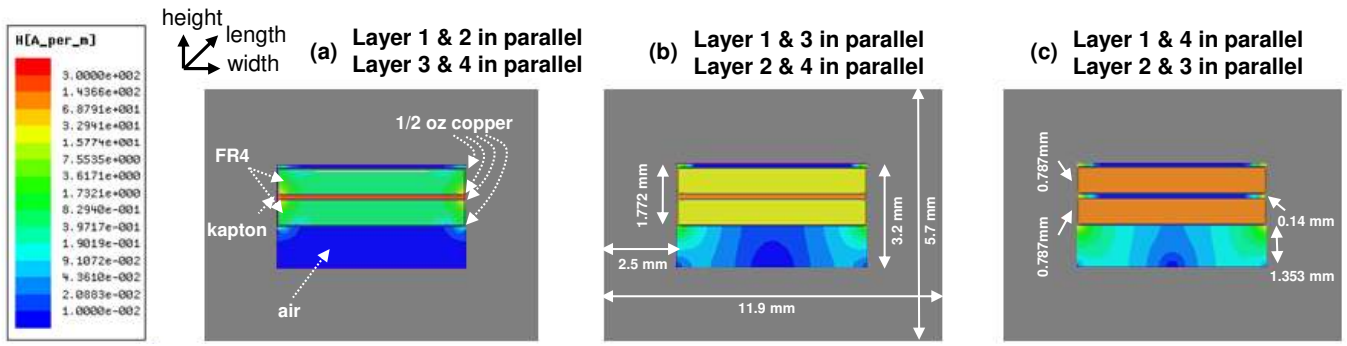 H[A_per_m]
3.0000e+002
1.4366e+002
6.8791e+001
3.2941e+001
1.5774e+001
7.5535e+000
3.6171e+000
1.7321e+000
8.2940e-001
3.9717e-001
1.9019e-001
9.1072e-002
4.3610e-002
2.0883e-002
1.0000e-002
height
length
width
(a) Layer 1 & 2 in parallel
Layer 3 & 4 in parallel
1/2 oz copper
FR4
kapton
air
(b) Layer 1 & 3 in parallel
Layer 2 & 4 in parallel
1.772 mm
3.2 mm
5.7 mm
2.5 mm
11.9 mm
(c) Layer 1 & 4 in parallel
Layer 2 & 3 in parallel
0.787mm
0.787mm
0.14 mm
1.353 mm